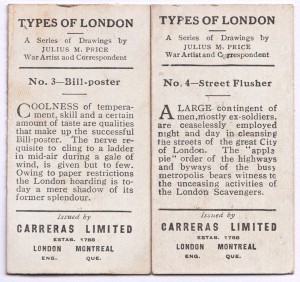 TYPES OF LONDON
A Series of Drawings by
JULIUS M. PRICE
War Artist and Correspondent
No. 3—Bill-poster
COOLNESS of tempera-
ment, skill and a certain
amount of taste are qualities
that make up the successful
Bill-poster. The nerve re-
quisite to cling to a ladder
in mid-air during a gale of
wind, is given but to few.
Owing to paper restrictions
the London hoarding is to-
day a mere shadow of its
former splendour.
Issued by
CARRERAS LIMITED
ESTAB. 1788
LONDON MONTREAL
ENG. QUE.
TYPES OF LONDON
A Series of Drawings by
JULIUS M. PRICE
War Artist and Correspondent
No. 4—Street Flusher
A LARGE contingent of
men, mostly ex-soldiers,
are ceaselessly employed
night and day in cleansing
the streets of the great City
of London. The "apple
pie" order of the highways
and byways of the busy
metropolis bears witness to
the unceasing activities of
the London Scavengers.
Issued by
CARRERAS LIMITED
ESTAB. 1788
LONDON MONTREAL
ENG. QUE.